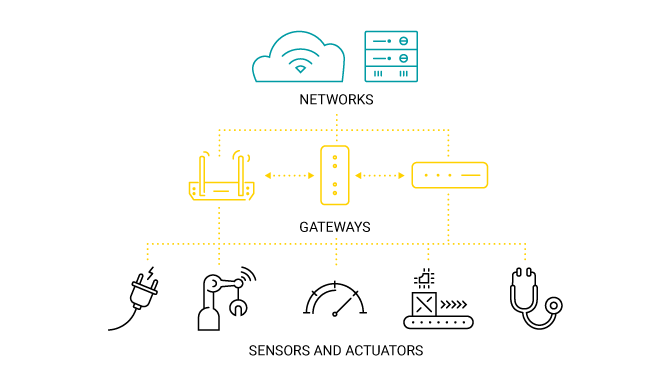 NETWORKS
GATEWAYS
SENSORS AND ACTUATORS